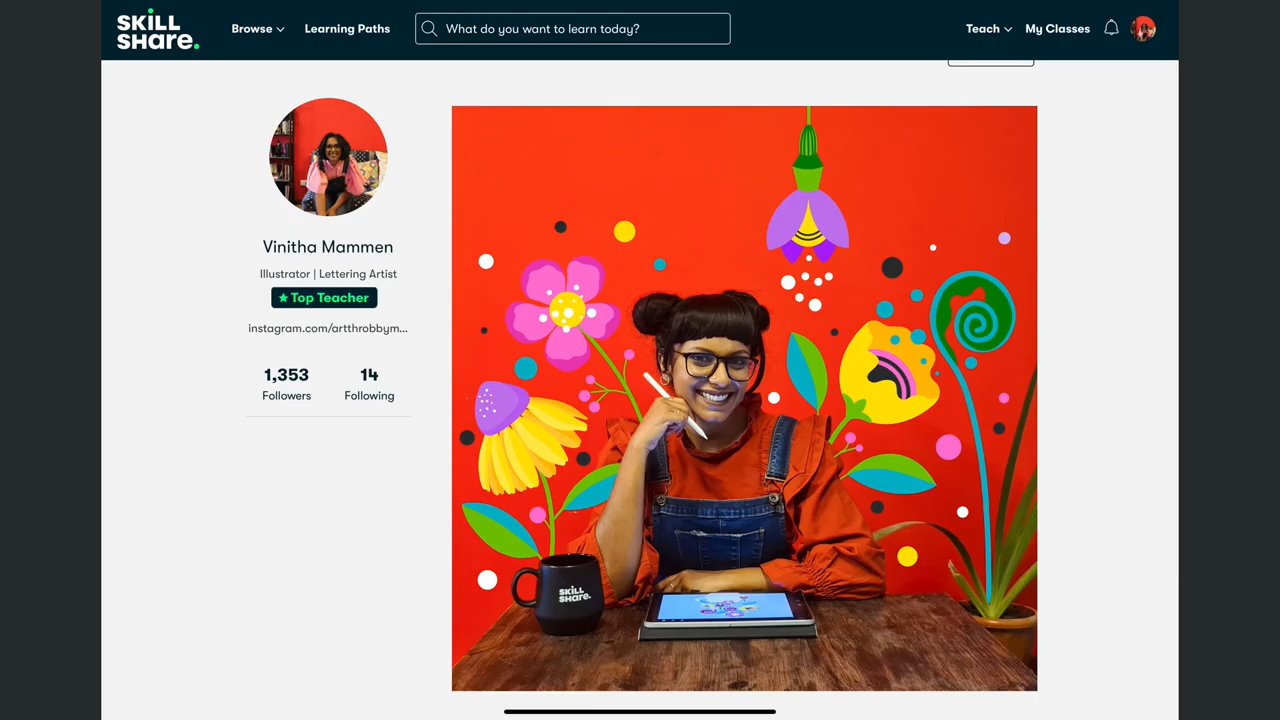 SKILL
SHARE.
Browse
Learning Paths
What do you want to learn today?
Teach
My Classes
Vinitha Mammen
Illustrator | Lettering Artist
Top Teacher
instagram.com/artthrobbym...
1,353
Followers
14
Following
SKILL
SHARE.